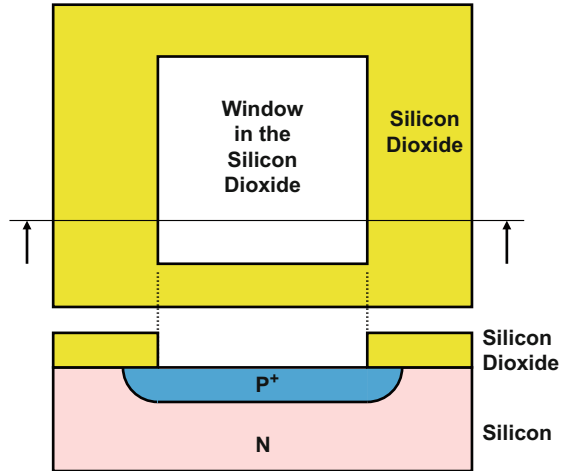 Window
in the
Silicon
Dioxide
Silicon
Dioxide
Silicon
Dioxide
P+
N
Silicon